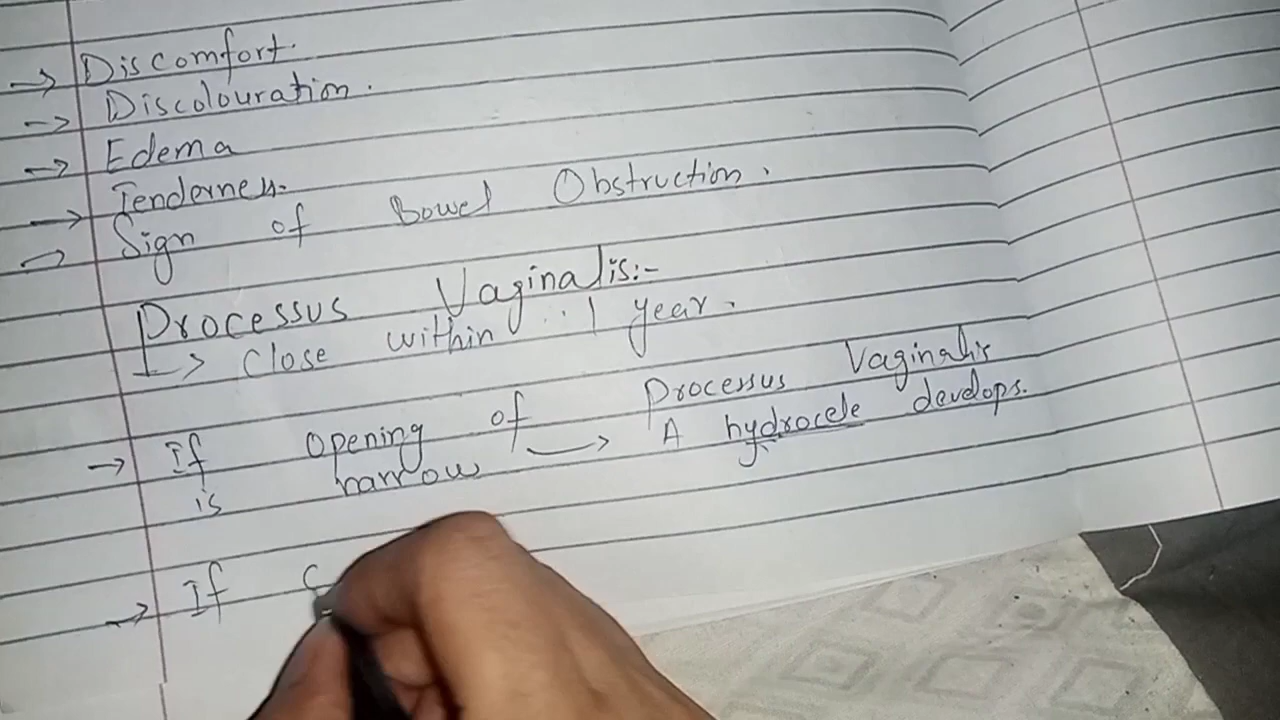 → Discomfort.
→ Discolouration.
→ Edema
→ Tenderness.
→ Sign of Bowel Obstruction.
Processus Vaginalis:-
↳ Close within 1 year.
→ If opening of Processus Vaginalis
is narrow → A hydrocele develops.
→ If